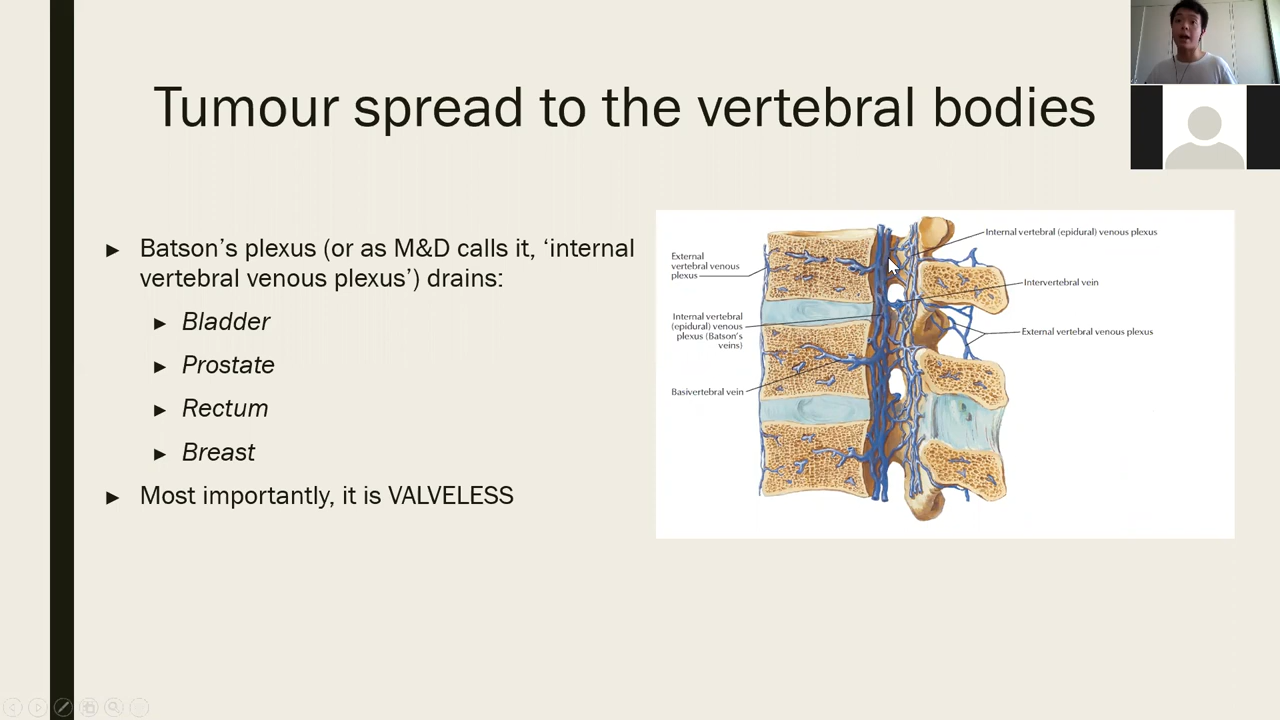 Tumour spread to the vertebral bodies
Batson’s plexus (or as M&D calls it, ‘internal
vertebral venous plexus’) drains:
Bladder
Prostate
Rectum
Breast
Most importantly, it is VALVELESS
External
vertebral venous
plexus
Internal vertebral
(epidural) venous
plexus (Batson's
veins)
Basivertebral vein
Internal vertebral (epidural) venous plexus
Intervertebral vein
External vertebral venous plexus